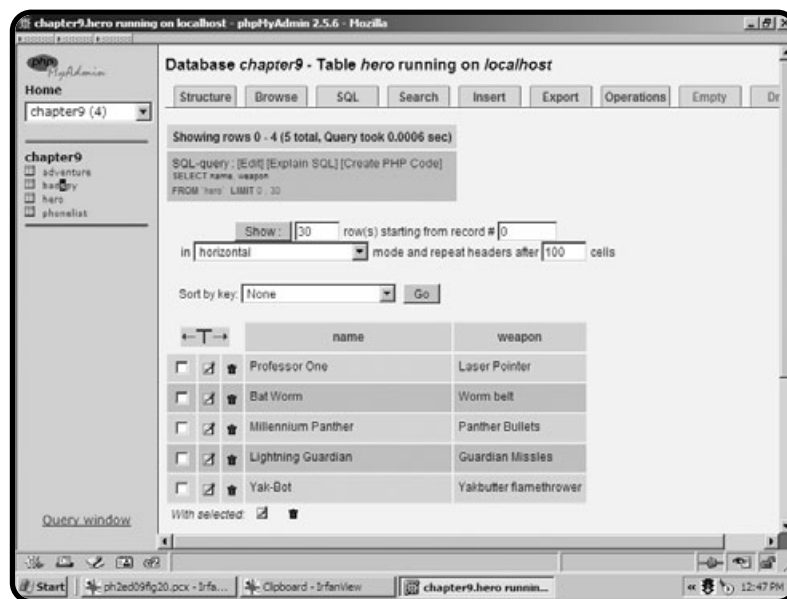 chapter9.hero running on localhost - phpMyAdmin 2.5.6 - Mozilla
php
MyAdmin
Home
chapter9 (4)
chapter9
adventure
hero
phonelist
Query window
Database chapter9 - Table hero running on localhost
Structure Browse SQL Search Insert Export Operations Empty Dr
Showing rows 0 - 4 (5 total, Query took 0.0006 sec)
SQL-query : [Edit] [Explain SQL] [Create PHP Code]
SELECT name, weapon
FROM `hero` LIMIT 0 , 30
Show : 30 row(s) starting from record # 0
in horizontal mode and repeat headers after 100 cells
Sort by key: None Go
←T→ name weapon
Professor One Laser Pointer
Bat Worm Worm belt
Millennium Panther Panther Bullets
Lightning Guardian Guardian Missles
Yak-Bot Yakbutter flamethrower
With selected:
Start ph2ed09fig20.pcx - Irfa... Clipboard - IrfanView chapter9.hero runnin... « 12:47 PM